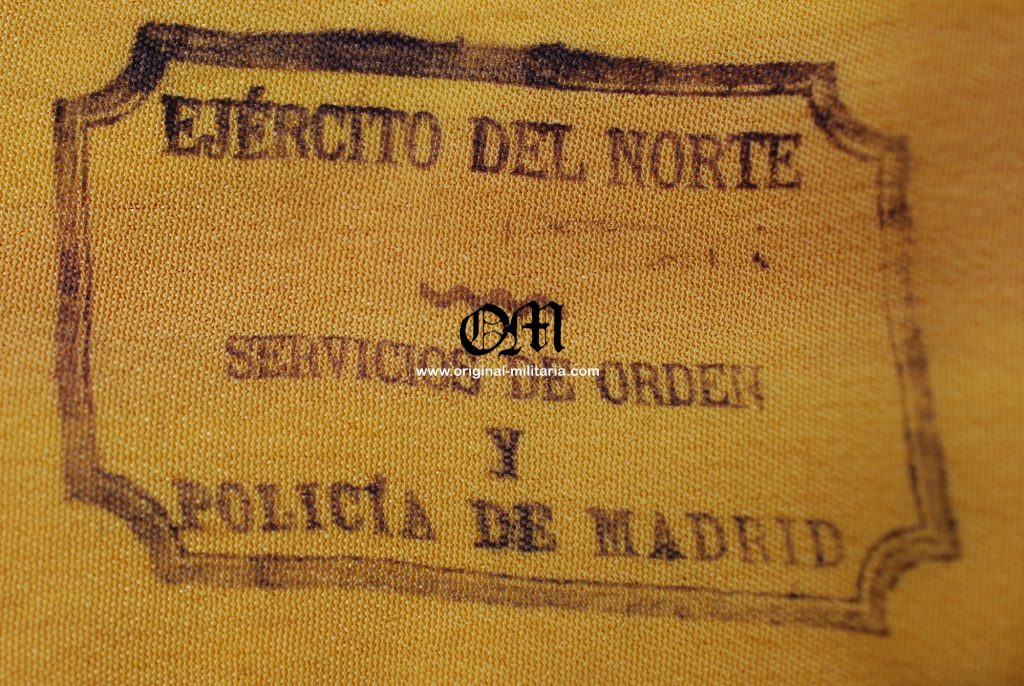 EJÉRCITO DEL NORTE
OM
SERVICIOS DE ORDEN
www.original-militaria.com
Y
POLICÍA DE MADRID